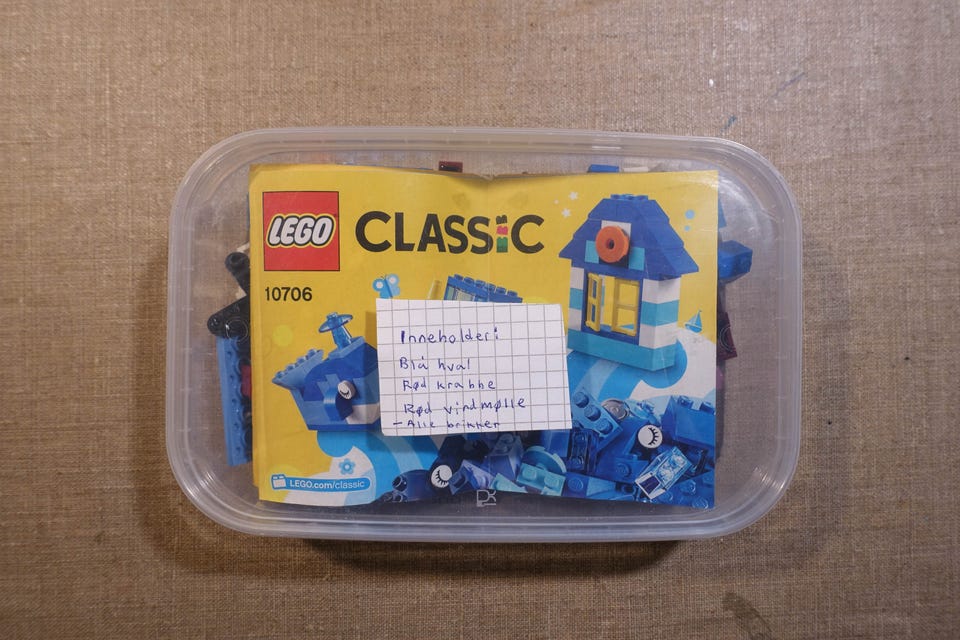 LEGO
CLASSiC
10706
Inneholder:
Blå hval
Rød krabbe
Rød vindmølle
- Alle brikker
LEGO.com/classic